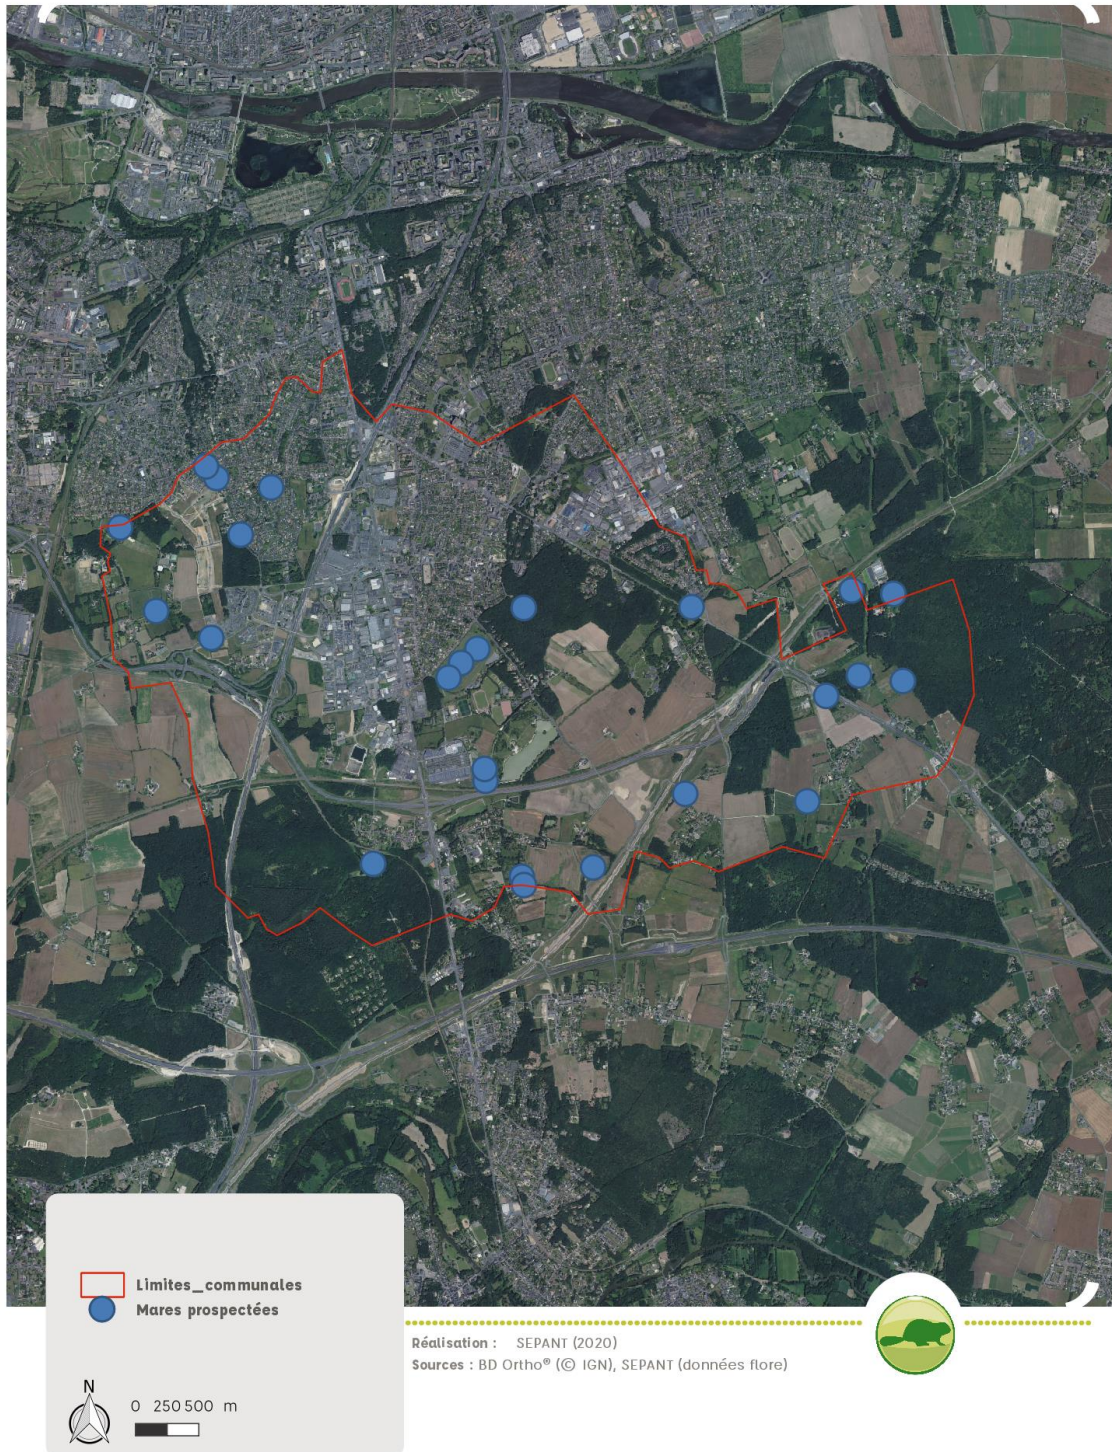 Limites_communales
Mares prospectées
Réalisation : SEPANT (2020)
Sources : BD Ortho® (© IGN), SEPANT (données flore)
N
0 250 500 m